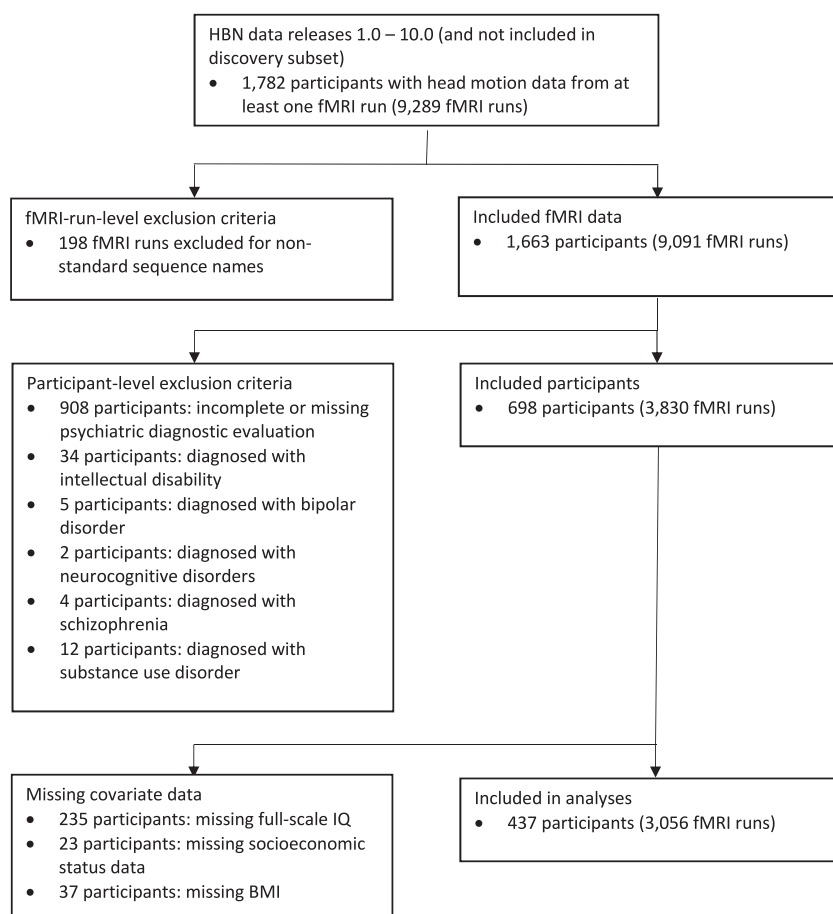 HBN data releases 1.0 – 10.0 (and not included in
discovery subset)
• 1,782 participants with head motion data from at
least one fMRI run (9,289 fMRI runs)
fMRI-run-level exclusion criteria
• 198 fMRI runs excluded for non-
standard sequence names
Included fMRI data
• 1,663 participants (9,091 fMRI runs)
Participant-level exclusion criteria
• 908 participants: incomplete or missing
psychiatric diagnostic evaluation
• 34 participants: diagnosed with
intellectual disability
• 5 participants: diagnosed with bipolar
disorder
• 2 participants: diagnosed with
neurocognitive disorders
• 4 participants: diagnosed with
schizophrenia
• 12 participants: diagnosed with
substance use disorder
Included participants
• 698 participants (3,830 fMRI runs)
Missing covariate data
• 235 participants: missing full-scale IQ
• 23 participants: missing socioeconomic
status data
• 37 participants: missing BMI
Included in analyses
• 437 participants (3,056 fMRI runs)